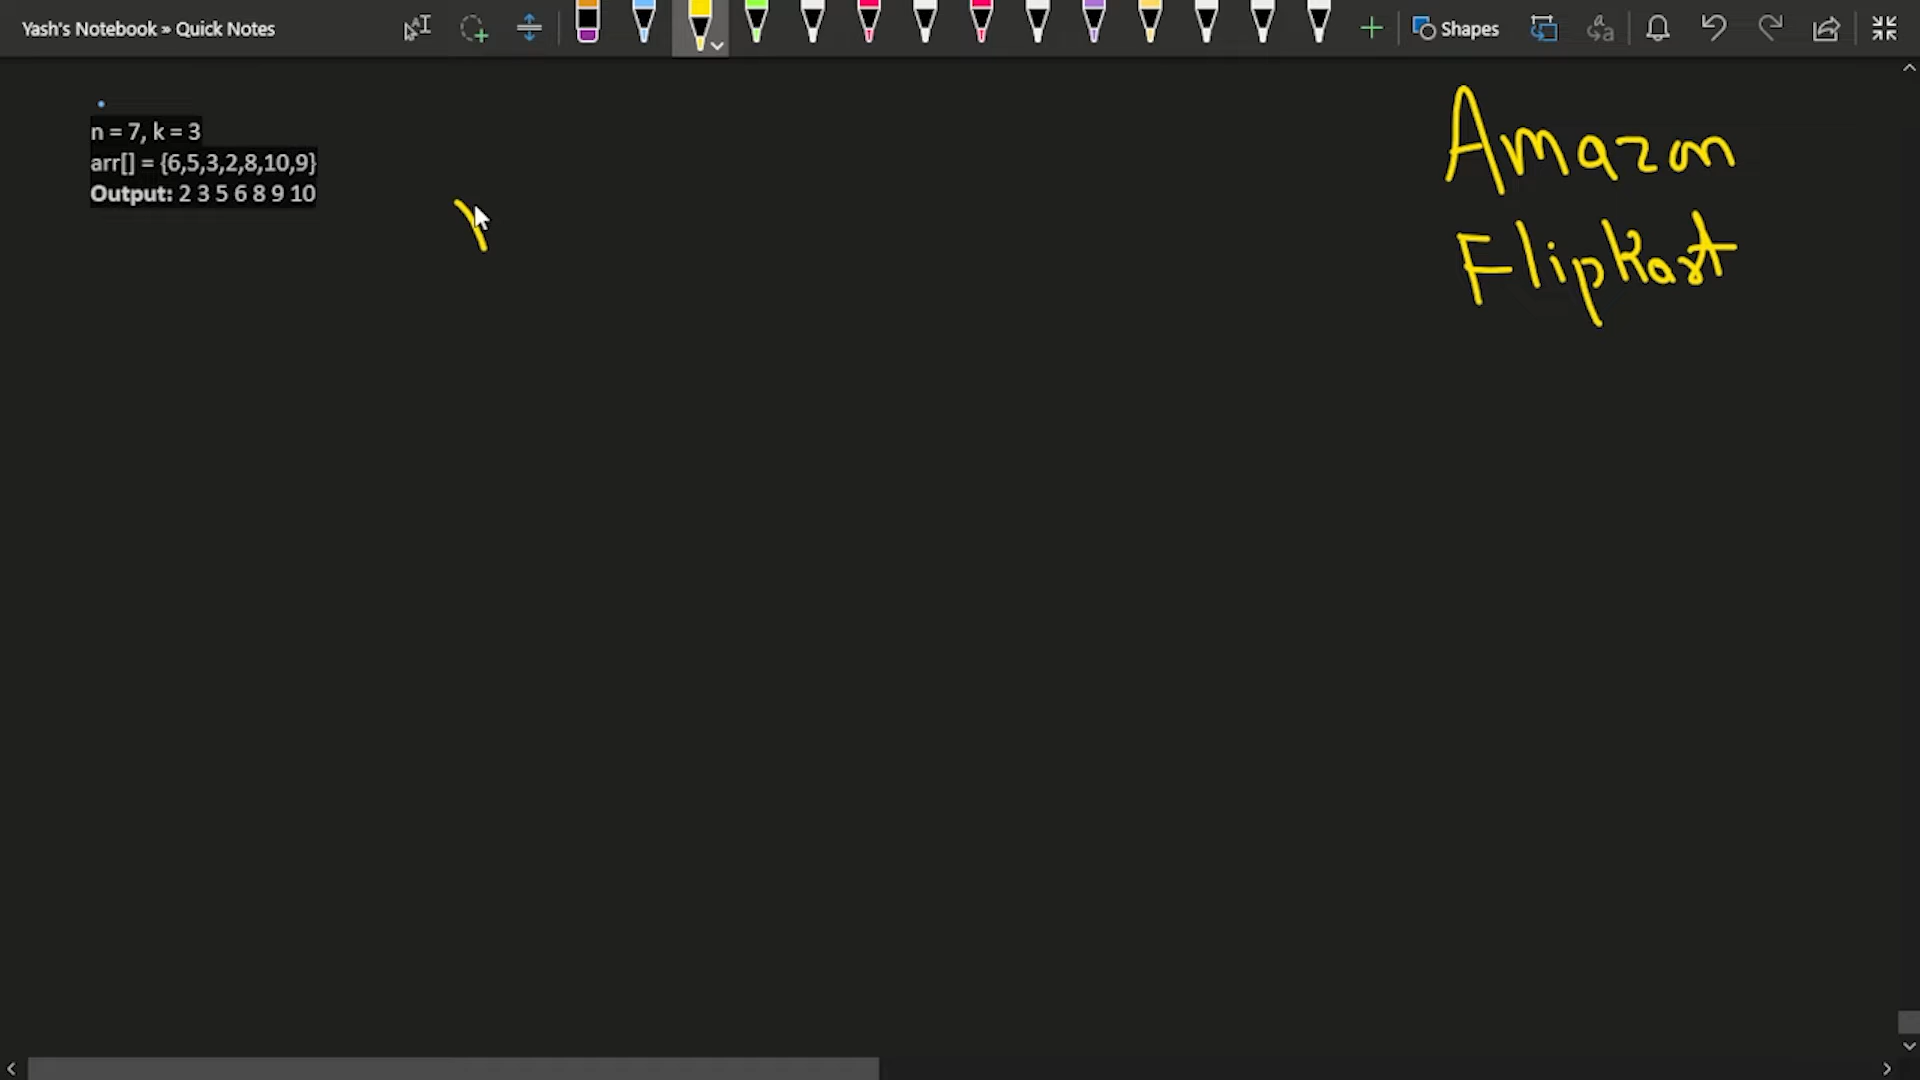 Yash's Notebook » Quick Notes
Shapes
n = 7, k = 3
arr[] = {6,5,3,2,8,10,9}
Output: 2 3 5 6 8 9 10
Amazon
Flipkart